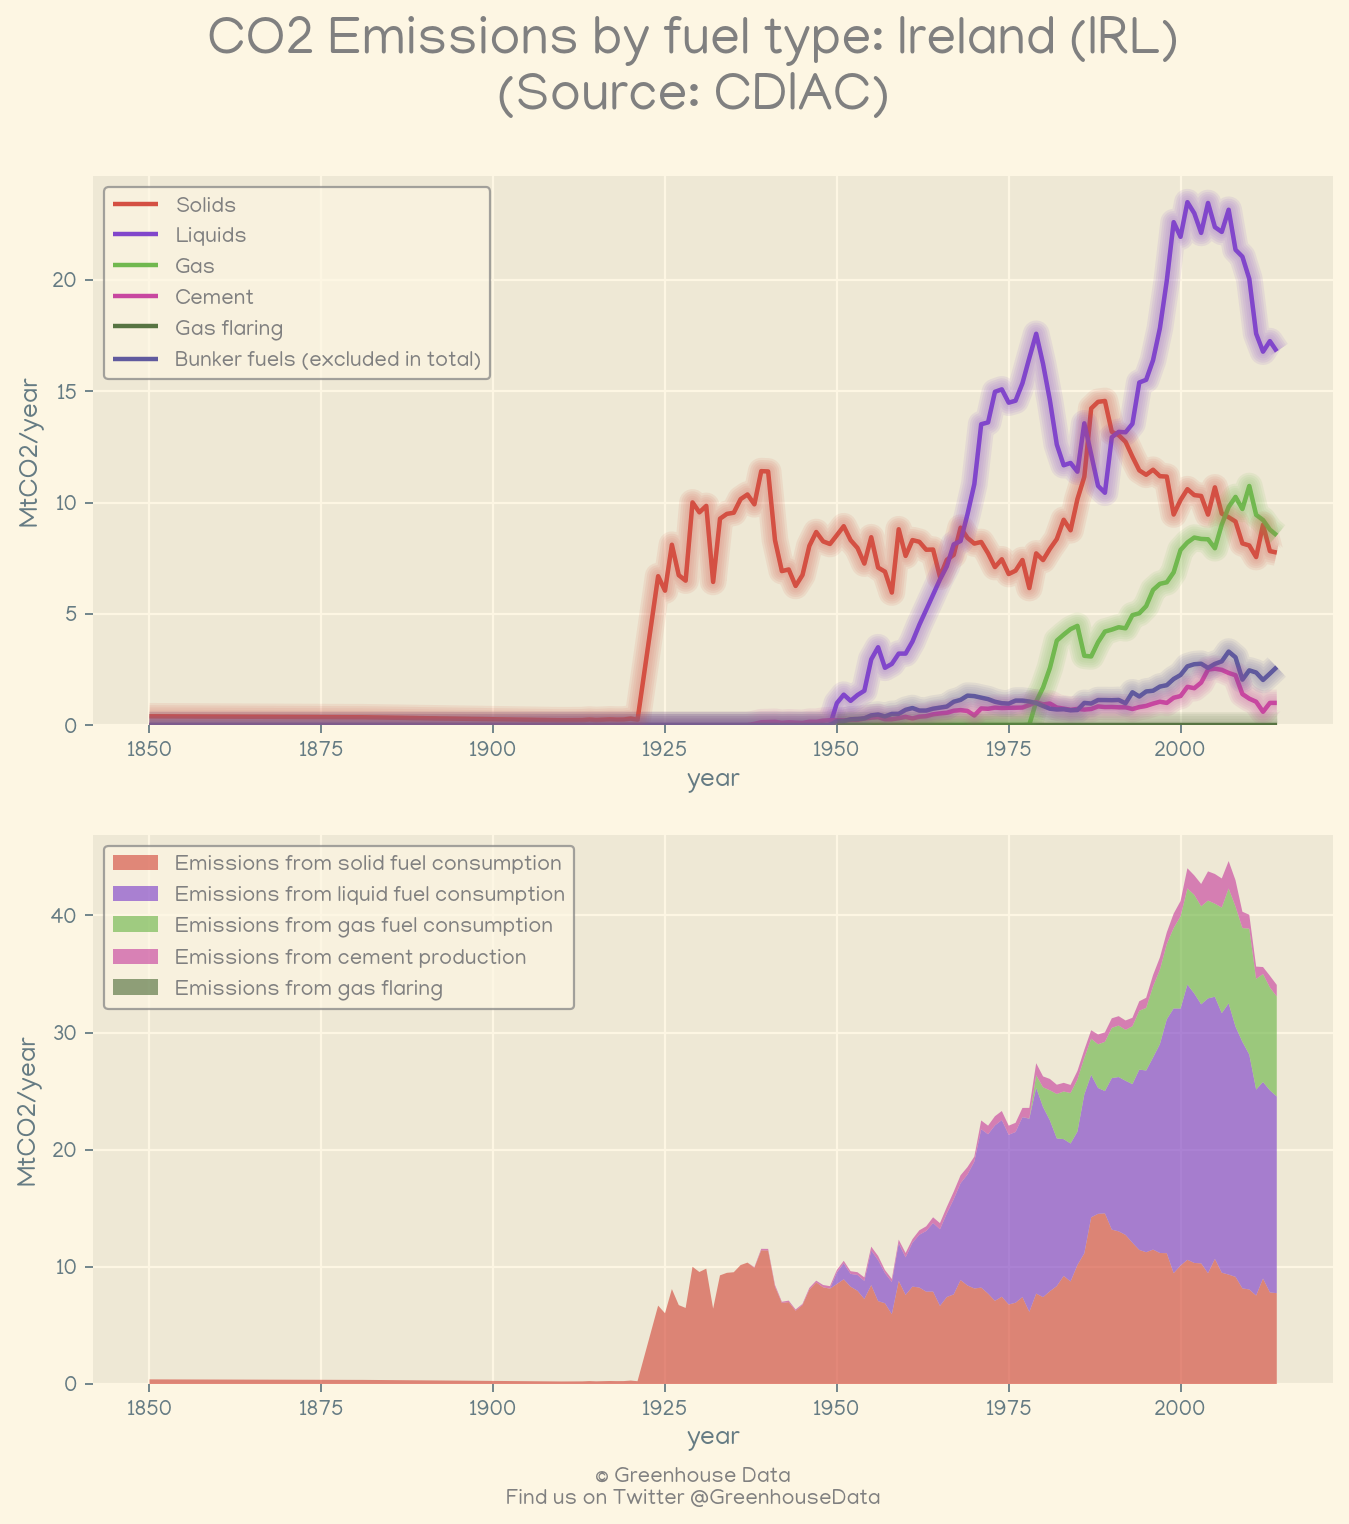 CO2 Emissions by fuel type: Ireland (IRL)
(Source: CDIAC)
Solids
Liquids
Gas
Cement
Gas flaring
Bunker fuels (excluded in total)
20
15
10
5
0
MtCO2/year
1850 1875 1900 1925 1950 1975 2000
year
Emissions from solid fuel consumption
Emissions from liquid fuel consumption
Emissions from gas fuel consumption
Emissions from cement production
Emissions from gas flaring
40
30
20
10
0
MtCO2/year
1850 1875 1900 1925 1950 1975 2000
year
© Greenhouse Data
Find us on Twitter @GreenhouseData